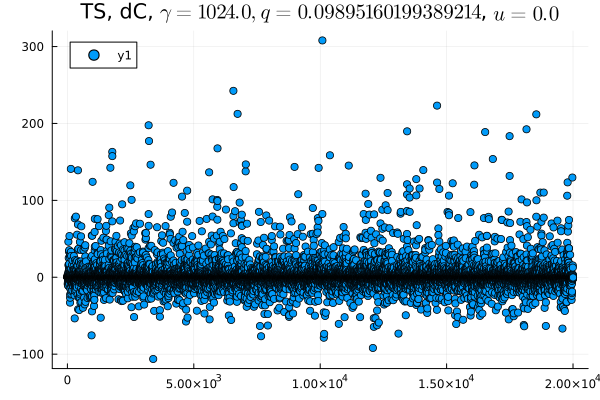 TS, dC, γ = 1024.0, q = 0.09895160199389214, u = 0.0
y1
300
200
100
0
−100
0 5.00×10³ 1.00×10⁴ 1.50×10⁴ 2.00×10⁴